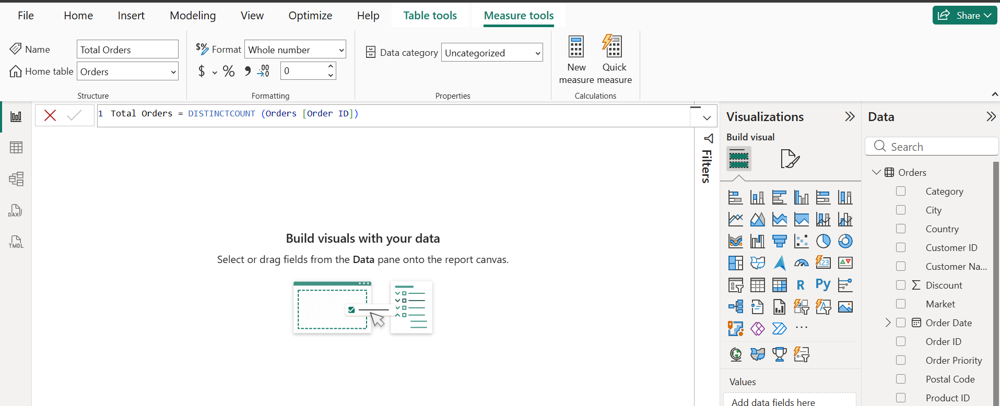 File Home Insert Modeling View Optimize Help Table tools Measure tools Share
Name Total Orders
Home table Orders
Structure
$% Format Whole number
$ % , .00 0
Formatting
Data category Uncategorized
Properties
New measure
Quick measure
Calculations
1 Total Orders = DISTINCTCOUNT (Orders [Order ID])
DAX
TMDL
Build visuals with your data
Select or drag fields from the Data pane onto the report canvas.
Filters
Visualizations
Build visual
123
R Py
...
Values
Add data fields here
Data
Search
Orders
Category
City
Country
Customer ID
Customer Na...
Σ Discount
Market
Order Date
Order ID
Order Priority
Postal Code
Product ID